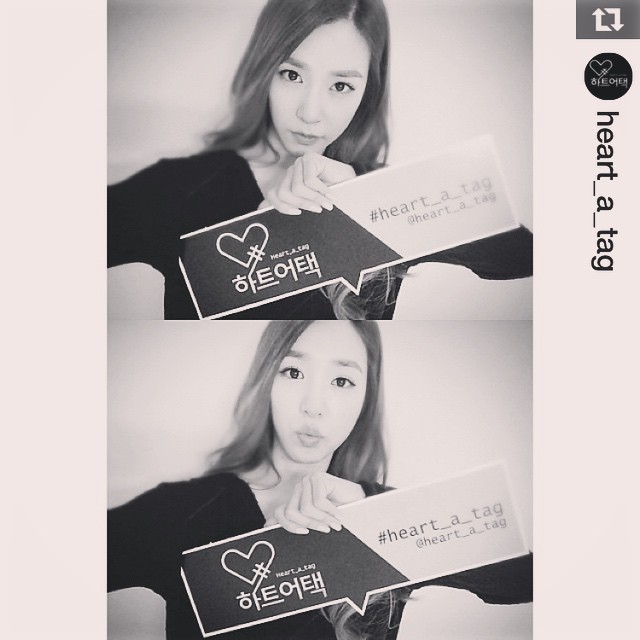 Heart_a_tag
하트어택
#heart_a_tag
@heart_a_tag
Heart_a_tag
하트어택
#heart_a_tag
@heart_a_tag
하트어택
heart_a_tag